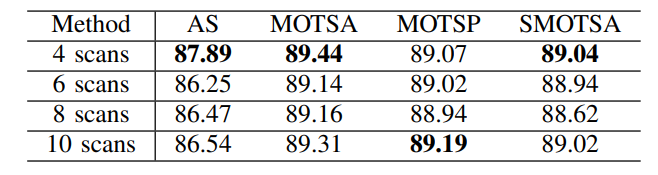 Method AS MOTSA MOTSP SMOTSA
4 scans 87.89 89.44 89.07 89.04
6 scans 86.25 89.14 89.02 88.94
8 scans 86.47 89.16 88.94 88.62
10 scans 86.54 89.31 89.19 89.02